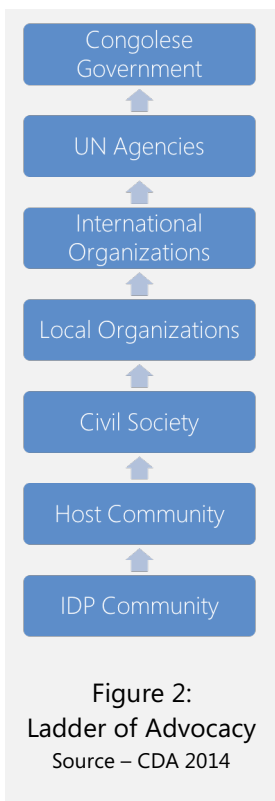 Congolese
Government
UN Agencies
International
Organizations
Local Organizations
Civil Society
Host Community
IDP Community
Figure 2:
Ladder of Advocacy
Source – CDA 2014